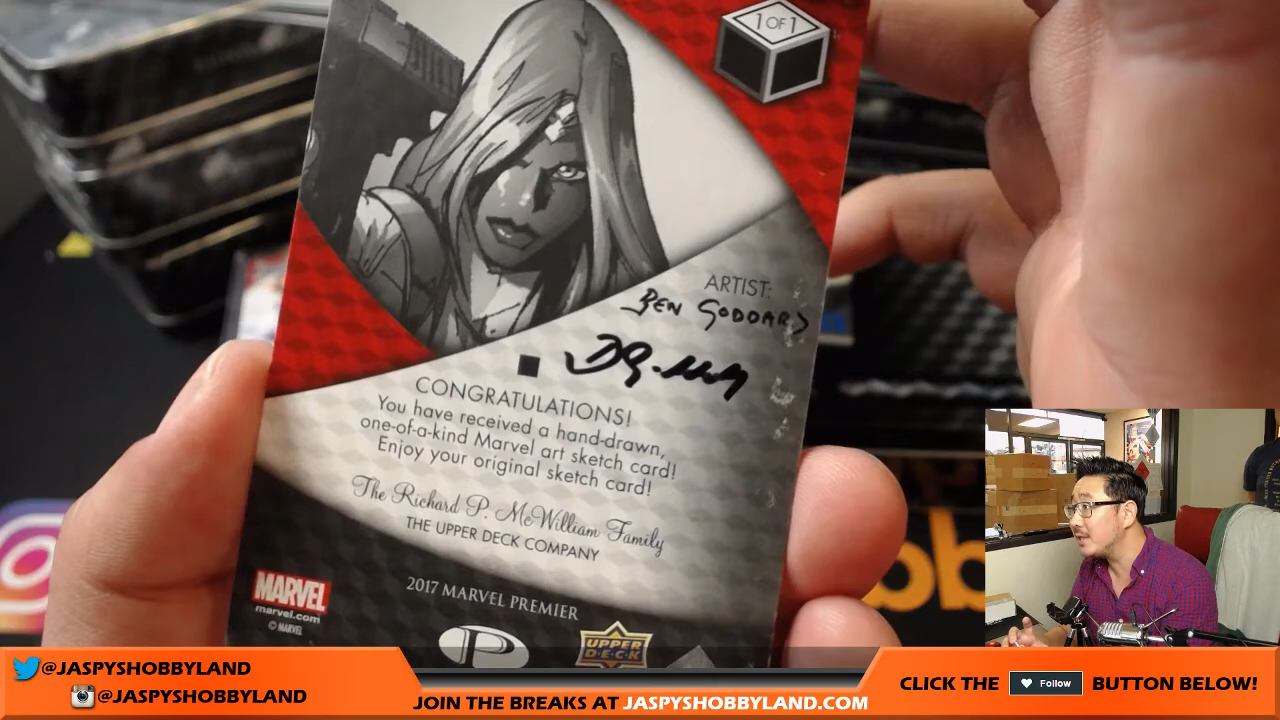 1 OF 1
ARTIST:
BEN GODDARD
CONGRATULATIONS!
You have received a hand-drawn,
one-of-a-kind Marvel art sketch card!
Enjoy your original sketch card!
The Richard P. McWilliam Family
THE UPPER DECK COMPANY
2017 MARVEL PREMIER
MARVEL
marvel.com
© MARVEL
P
UPPER
DECK
bb
@JASPYSHOBBYLAND
@JASPYSHOBBYLAND
JOIN THE BREAKS AT JASPYSHOBBYLAND.COM
CLICK THE Follow BUTTON BELOW!